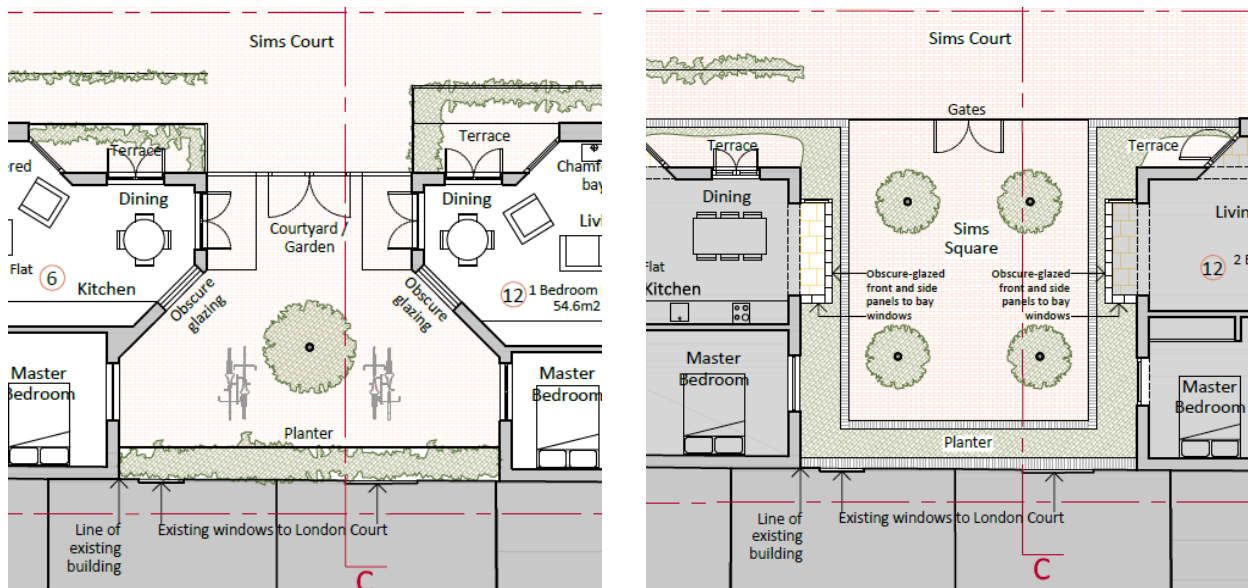 Sims Court
Terrace
Terrace
ered
Chamf
bay
Dining
Dining
Livi
Courtyard /
Garden
Flat
6
Kitchen
Obscure
glazing
Obscure
glazing
12
1 Bedroom
54.6m2
Master
Bedroom
Master
Bedroom
Planter
Line of
existing
building
Existing windows to London Court
C
Sims Court
Gates
Terrace
Terrace
Dining
Livin
Sims
Square
Flat
Kitchen
Obscure-glazed
front and side
panels to bay
windows
Obscure-glazed
front and side
panels to bay
windows
12
2 B
Master
Bedroom
Master
Bedroom
Planter
Line of
existing
building
Existing windows to London Court
C